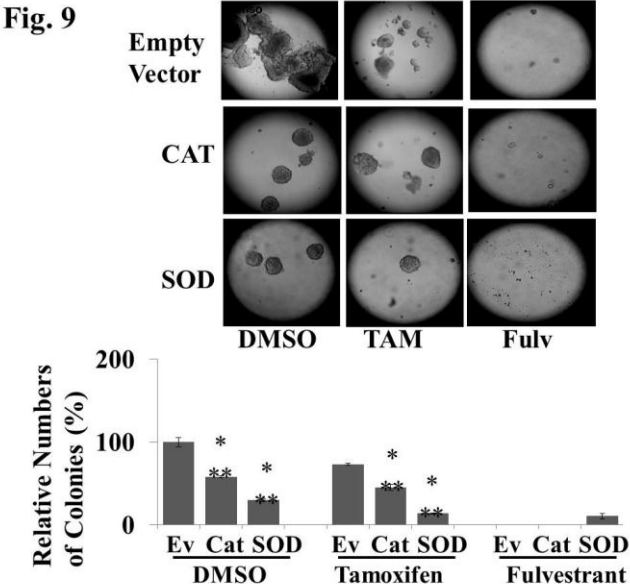 Fig. 9
Empty
Vector
CAT
SOD
DMSO TAM Fulv
Relative Numbers
of Colonies (%)
200
100
0
* ** * **
* ** * **
Ev Cat SOD Ev Cat SOD Ev Cat SOD
DMSO Tamoxifen Fulvestrant